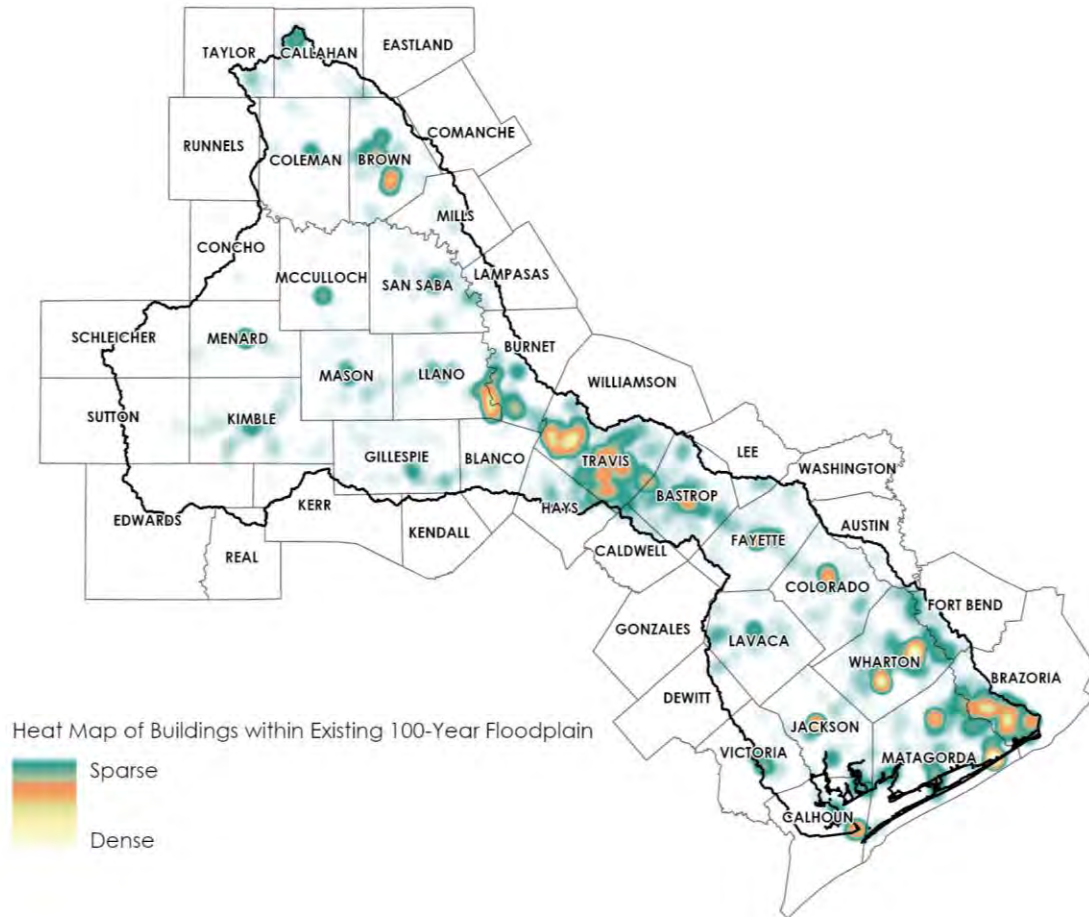 TAYLOR
CALLAHAN
EASTLAND
RUNNELS
COLEMAN
BROWN
COMANCHE
MILLS
CONCHO
MCCULLOCH
SAN SABA
LAMPASAS
SCHLEICHER
MENARD
BURNET
MASON
LLANO
WILLIAMSON
SUTTON
KIMBLE
GILLESPIE
BLANCO
TRAVIS
LEE
WASHINGTON
BASTROP
EDWARDS
KERR
HAYS
AUSTIN
REAL
KENDALL
CALDWELL
FAYETTE
COLORADO
FORT BEND
GONZALES
LAVACA
WHARTON
BRAZORIA
DEWITT
JACKSON
VICTORIA
MATAGORDA
CALHOUN
Heat Map of Buildings within Existing 100-Year Floodplain
Sparse
Dense